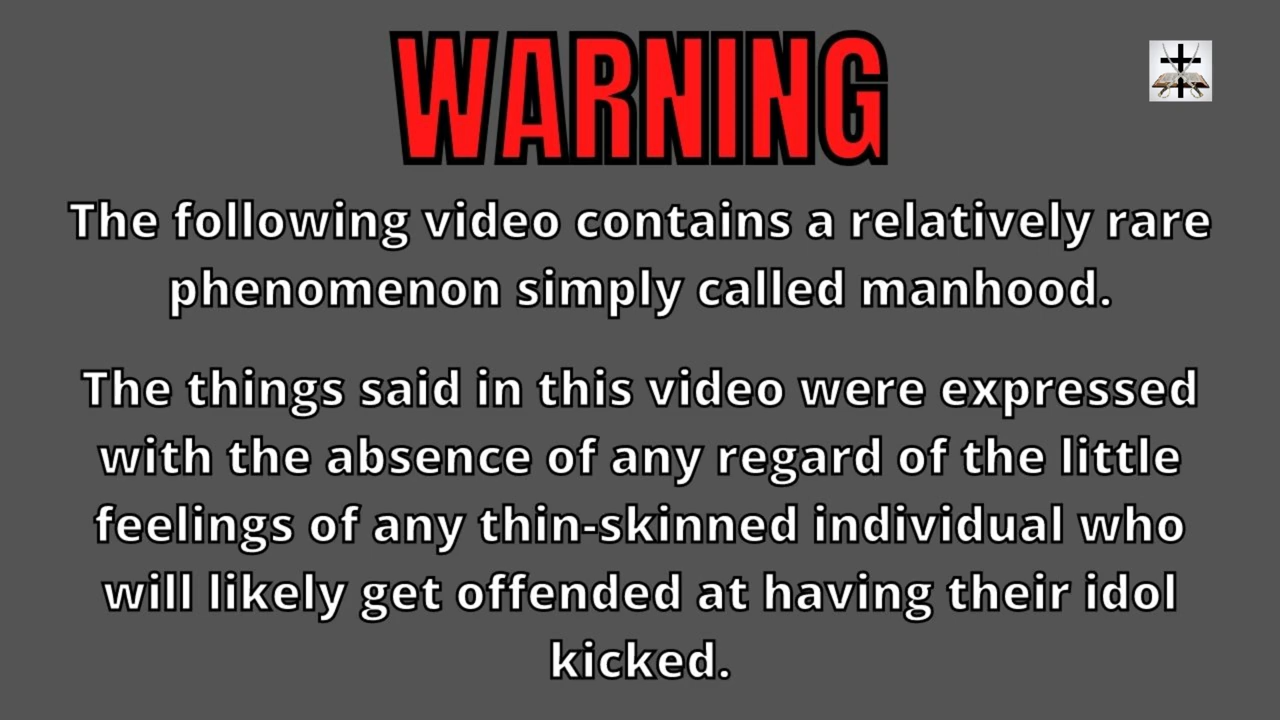 WARNING
The following video contains a relatively rare
phenomenon simply called manhood.
The things said in this video were expressed
with the absence of any regard of the little
feelings of any thin-skinned individual who
will likely get offended at having their idol
kicked.